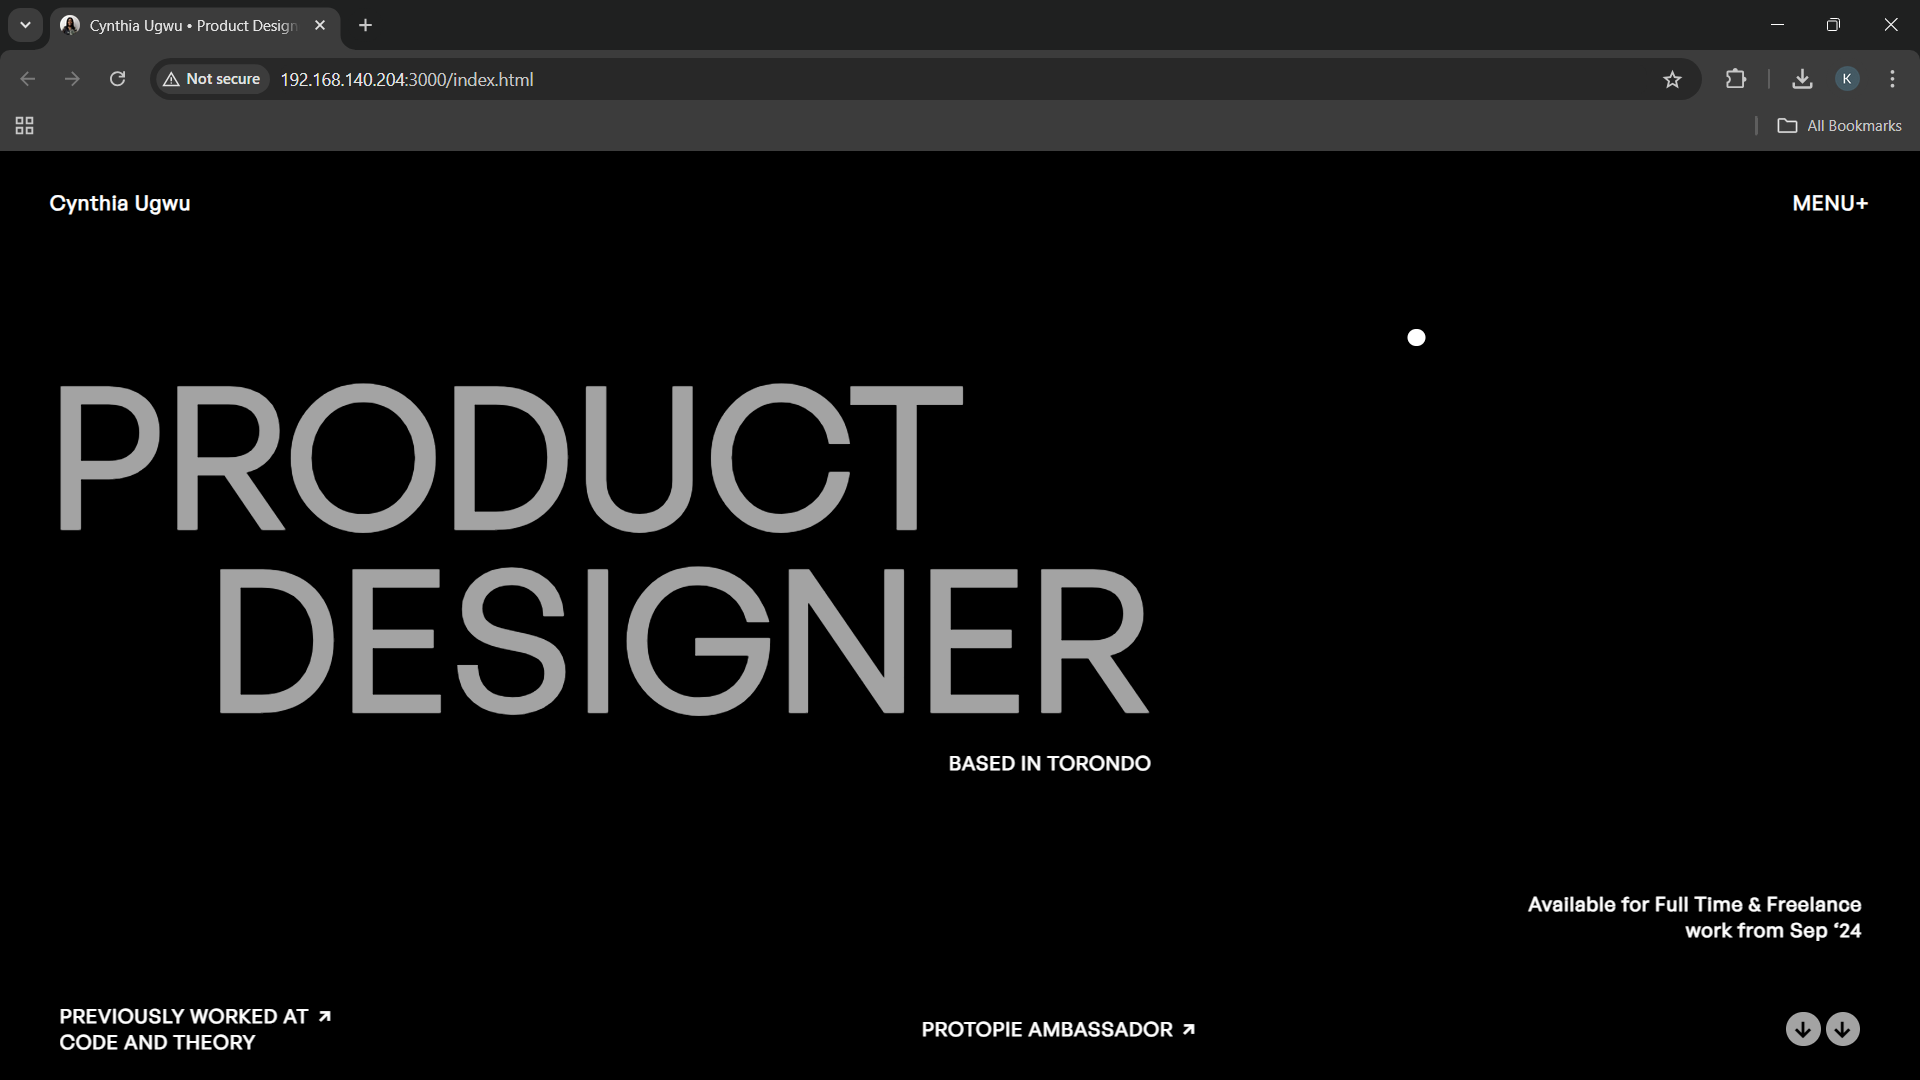 Cynthia Ugwu • Product Design
Not secure
192.168.140.204:3000/index.html
K
All Bookmarks
Cynthia Ugwu
MENU+
PRODUCT
DESIGNER
BASED IN TORONDO
Available for Full Time & Freelance
work from Sep ‘24
PREVIOUSLY WORKED AT
CODE AND THEORY
PROTOPIE AMBASSADOR